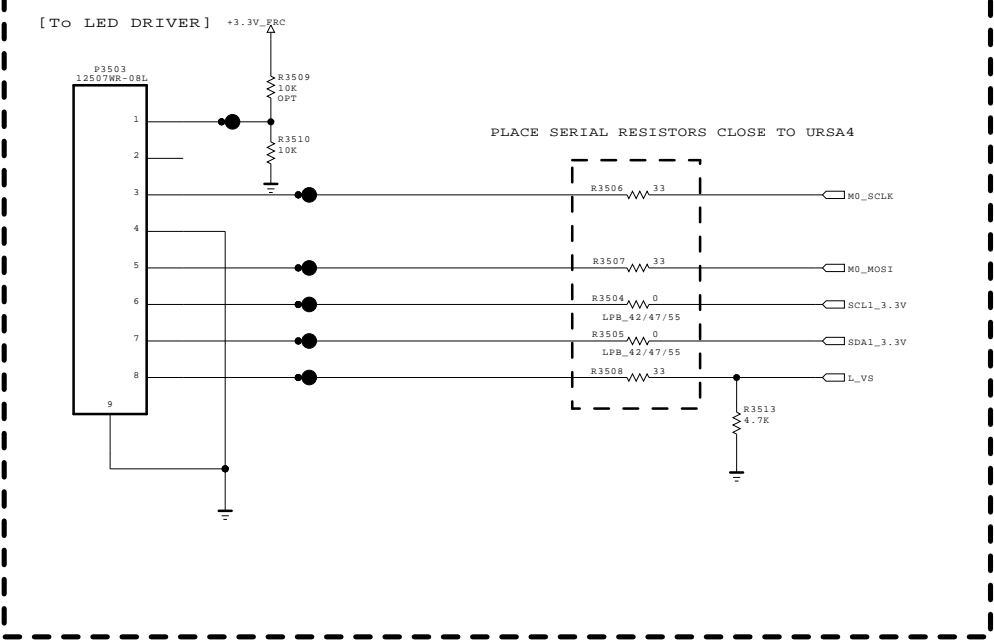 [To LED DRIVER]
+3.3V_FRC
P3503
12507WR-08L
R3509
10K
OPT
1
R3510
10K
PLACE SERIAL RESISTORS CLOSE TO URSA4
2
3
R3506 33
M0_SCLK
4
5
R3507 33
M0_MOSI
6
R3504 0
SCL1_3.3V
LPB_42/47/55
7
R3505 0
SDA1_3.3V
LPB_42/47/55
8
R3508 33
L_VS
9
R3513
4.7K